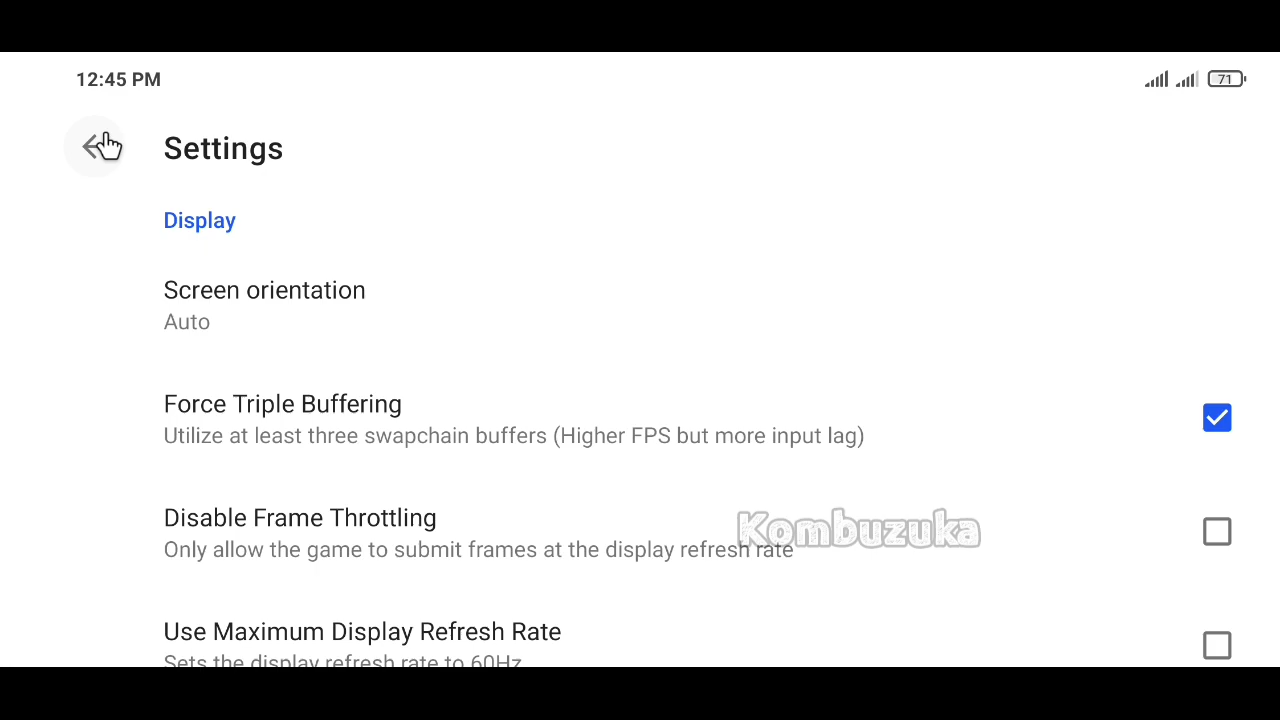 12:45 PM
71
Settings
Display
Screen orientation
Auto
Force Triple Buffering
Utilize at least three swapchain buffers (Higher FPS but more input lag)
Disable Frame Throttling
Only allow the game to submit frames at the display refresh rate
Kombuzuka
Use Maximum Display Refresh Rate
Sets the display refresh rate to 60Hz